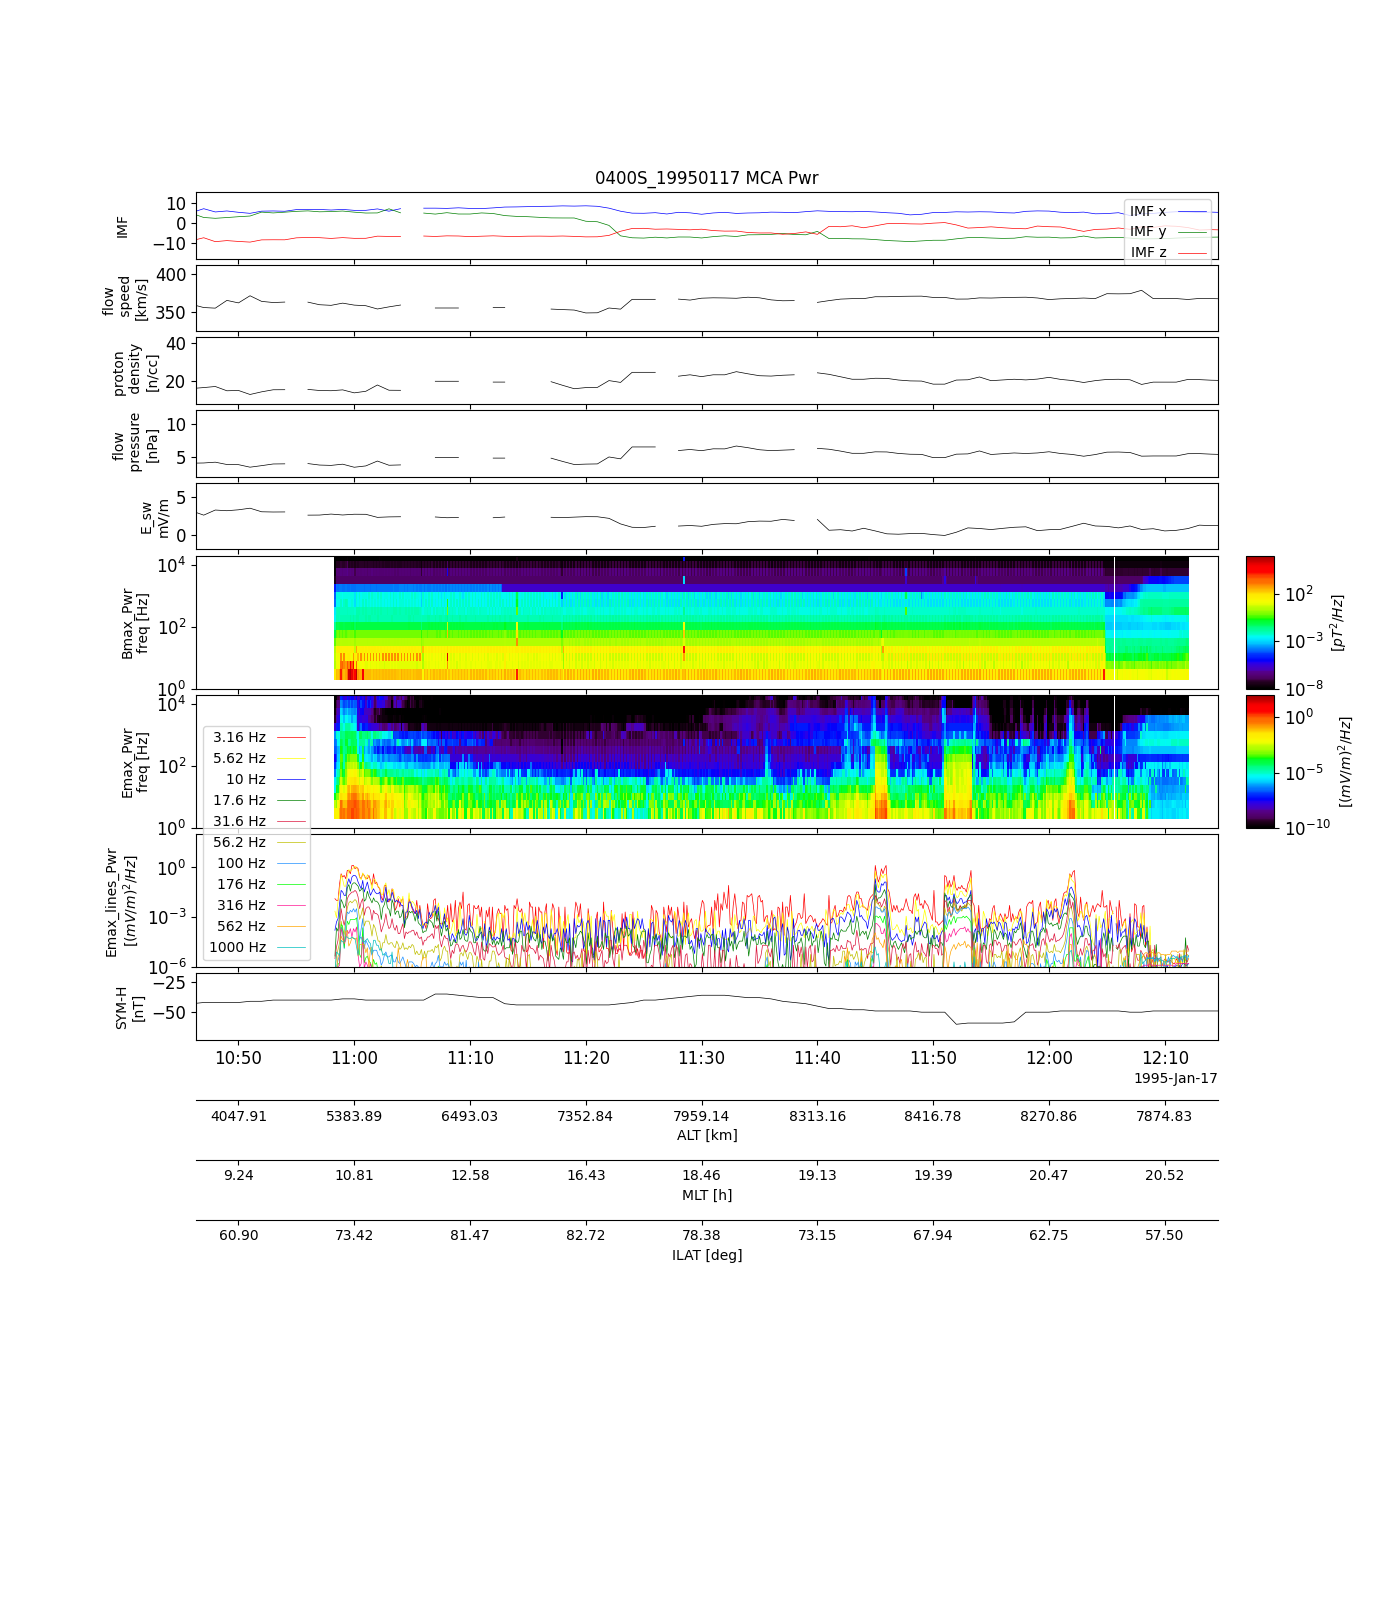 0400S_19950117 MCA Pwr
10
0
−10
IMF
IMF x
IMF y
IMF z
400
350
flow
speed
[km/s]
40
20
proton
density
[n/cc]
10
5
flow
pressure
[nPa]
5
0
E_sw
mV/m
10^4
10^2
10^0
Bmax_Pwr
freq [Hz]
10^2
10^−3
10^−8
[pT^2/Hz]
10^4
10^2
10^0
Emax_Pwr
freq [Hz]
10^0
10^−5
10^−10
[(mV/m)^2/Hz]
3.16 Hz
5.62 Hz
10 Hz
17.6 Hz
31.6 Hz
56.2 Hz
100 Hz
176 Hz
316 Hz
562 Hz
1000 Hz
10^0
10^−3
10^−6
Emax_lines_Pwr
[(mV/m)^2/Hz]
−25
−50
SYM-H
[nT]
10:50 11:00 11:10 11:20 11:30 11:40 11:50 12:00 12:10
1995-Jan-17
4047.91 5383.89 6493.03 7352.84 7959.14 8313.16 8416.78 8270.86 7874.83
ALT [km]
9.24 10.81 12.58 16.43 18.46 19.13 19.39 20.47 20.52
MLT [h]
60.90 73.42 81.47 82.72 78.38 73.15 67.94 62.75 57.50
ILAT [deg]